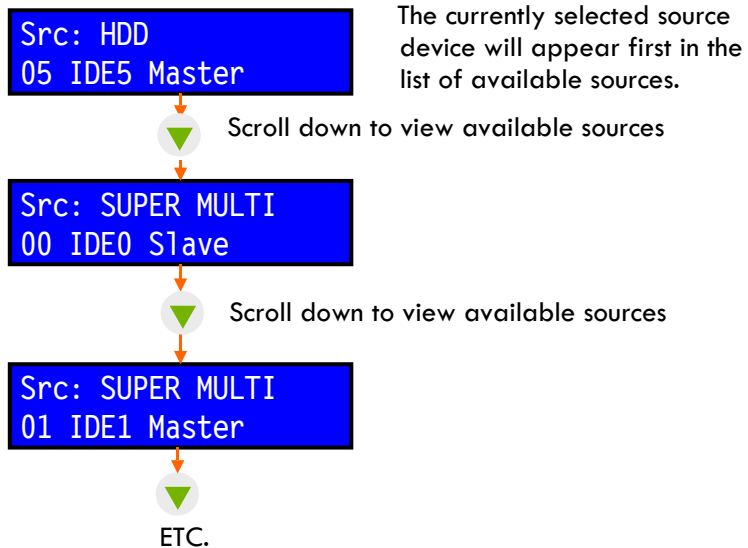 Src: HDD
05 IDE5 Master
The currently selected source
device will appear first in the
list of available sources.
Scroll down to view available sources
Src: SUPER MULTI
00 IDE0 Slave
Scroll down to view available sources
Src: SUPER MULTI
01 IDE1 Master
ETC.